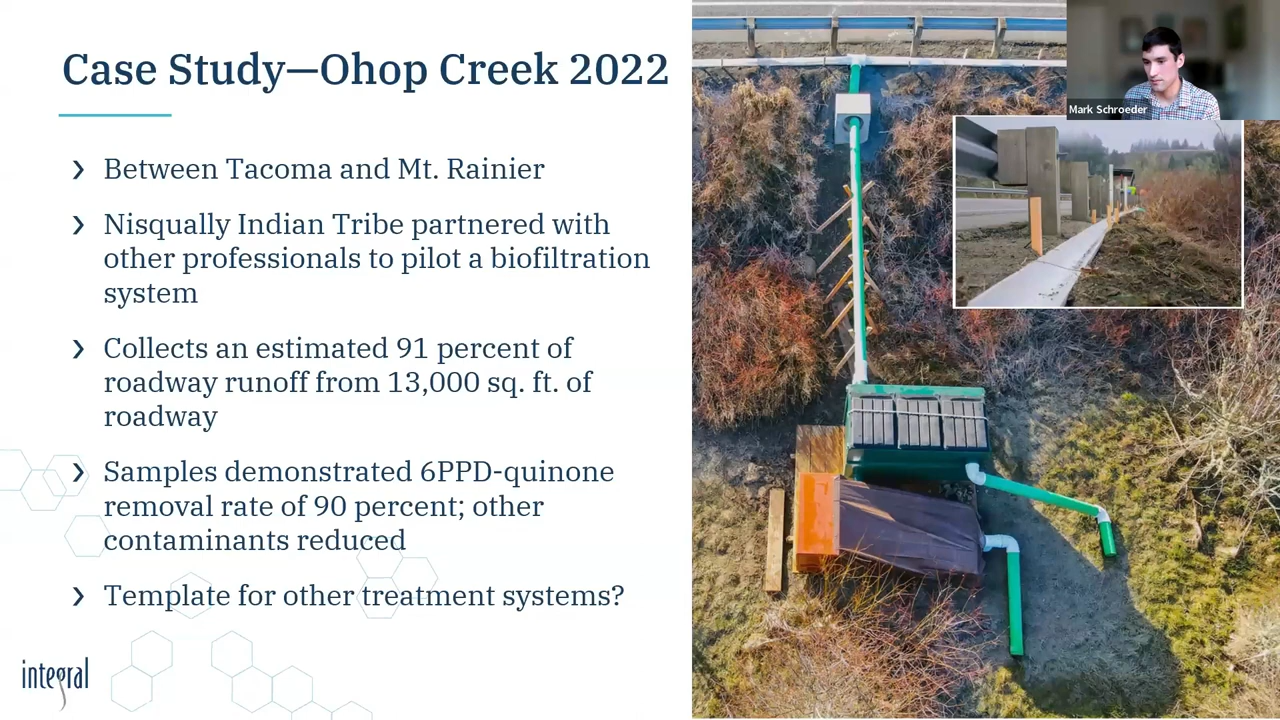 Case Study—Ohop Creek 2022
Between Tacoma and Mt. Rainier
Nisqually Indian Tribe partnered with
other professionals to pilot a biofiltration
system
Collects an estimated 91 percent of
roadway runoff from 13,000 sq. ft. of
roadway
Samples demonstrated 6PPD-quinone
removal rate of 90 percent; other
contaminants reduced
Template for other treatment systems?
integral
Mark Schroeder